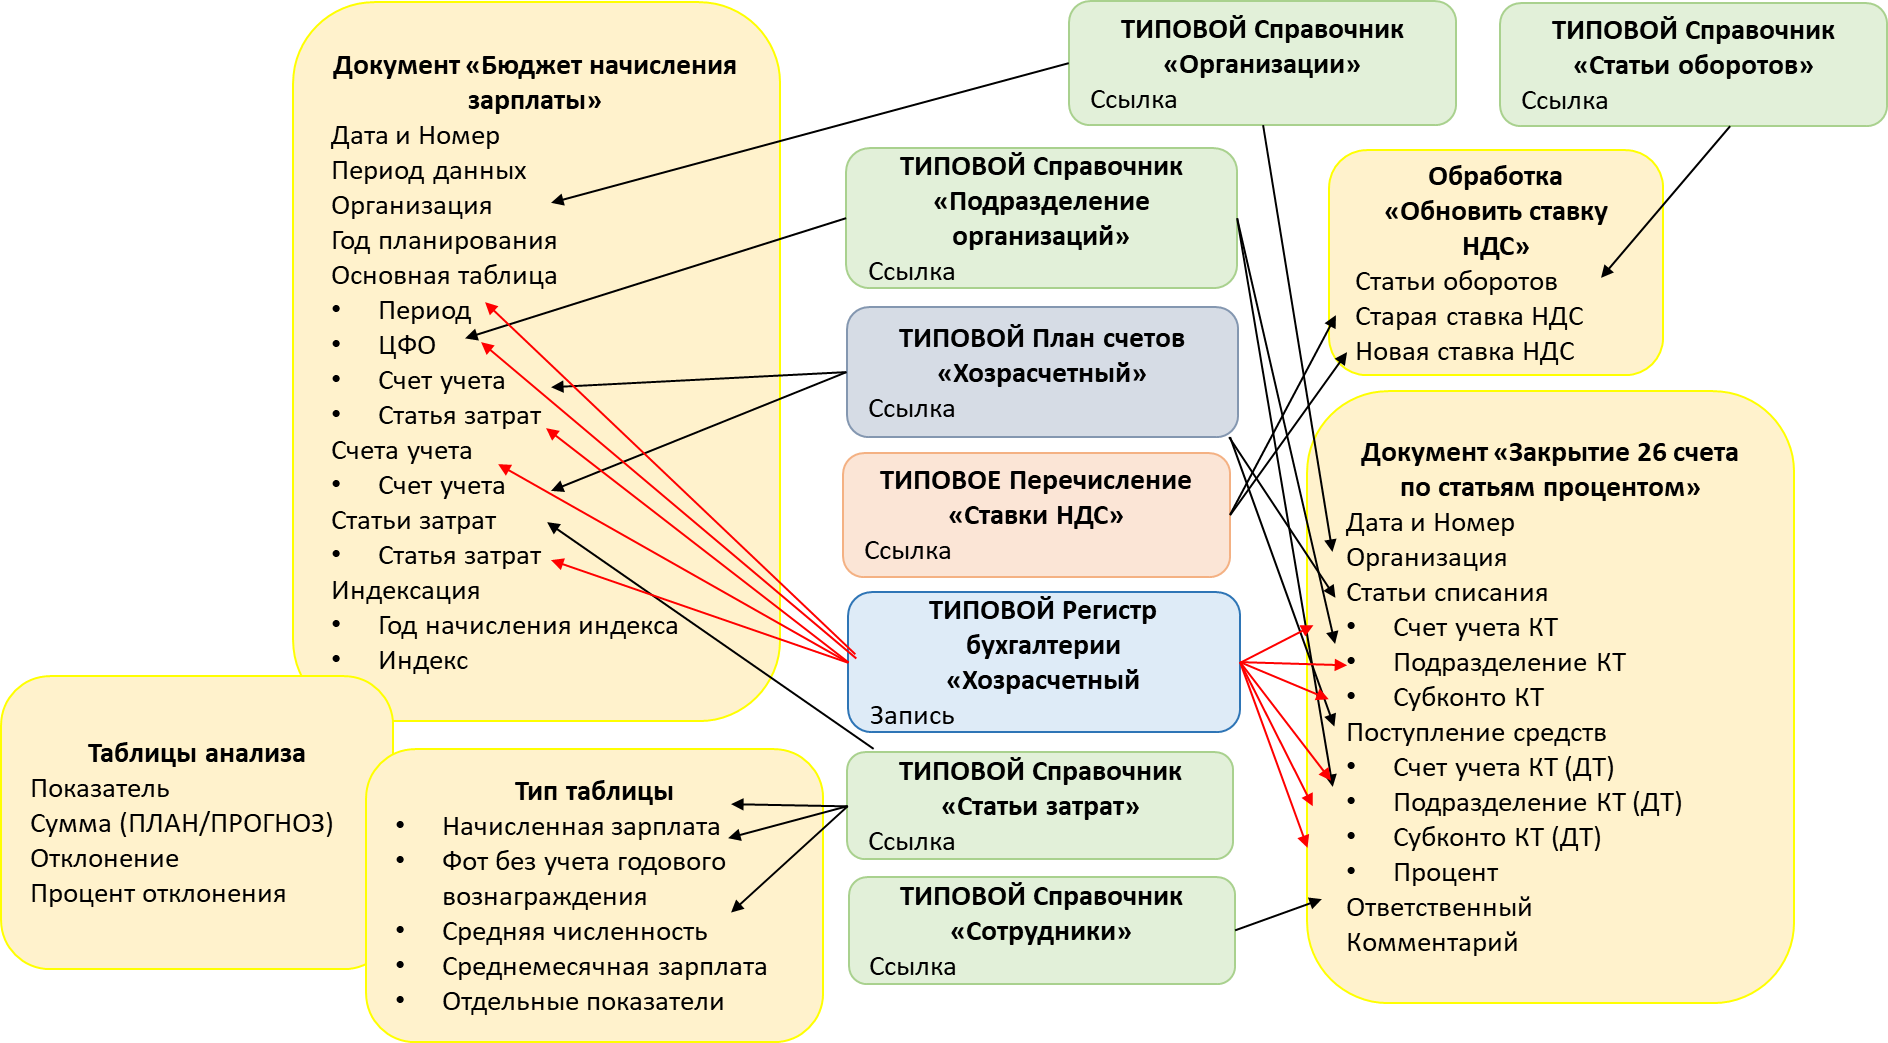 Документ «Бюджет начисления
зарплаты»
Дата и Номер
Период данных
Организация
Год планирования
Основная таблица
• Период
• ЦФО
• Счет учета
• Статья затрат
Счета учета
• Счет учета
Статьи затрат
• Статья затрат
Индексация
• Год начисления индекса
• Индекс
Таблицы анализа
Показатель
Сумма (ПЛАН/ПРОГНОЗ)
Отклонение
Процент отклонения
Тип таблицы
• Начисленная зарплата
• Фот без учета годового
вознаграждения
• Средняя численность
• Среднемесячная зарплата
• Отдельные показатели
ТИПОВОЙ Справочник
«Организации»
Ссылка
ТИПОВОЙ Справочник
«Статьи оборотов»
Ссылка
ТИПОВОЙ Справочник
«Подразделение
организаций»
Ссылка
ТИПОВОЙ План счетов
«Хозрасчетный»
Ссылка
ТИПОВОЕ Перечисление
«Ставки НДС»
Ссылка
ТИПОВОЙ Регистр
бухгалтерии
«Хозрасчетный
Запись
ТИПОВОЙ Справочник
«Статьи затрат»
Ссылка
ТИПОВОЙ Справочник
«Сотрудники»
Ссылка
Обработка
«Обновить ставку
НДС»
Статьи оборотов
Старая ставка НДС
Новая ставка НДС
Документ «Закрытие 26 счета
по статьям процентом»
Дата и Номер
Организация
Статьи списания
• Счет учета КТ
• Подразделение КТ
• Субконто КТ
Поступление средств
• Счет учета КТ (ДТ)
• Подразделение КТ (ДТ)
• Субконто КТ (ДТ)
• Процент
Ответственный
Комментарий